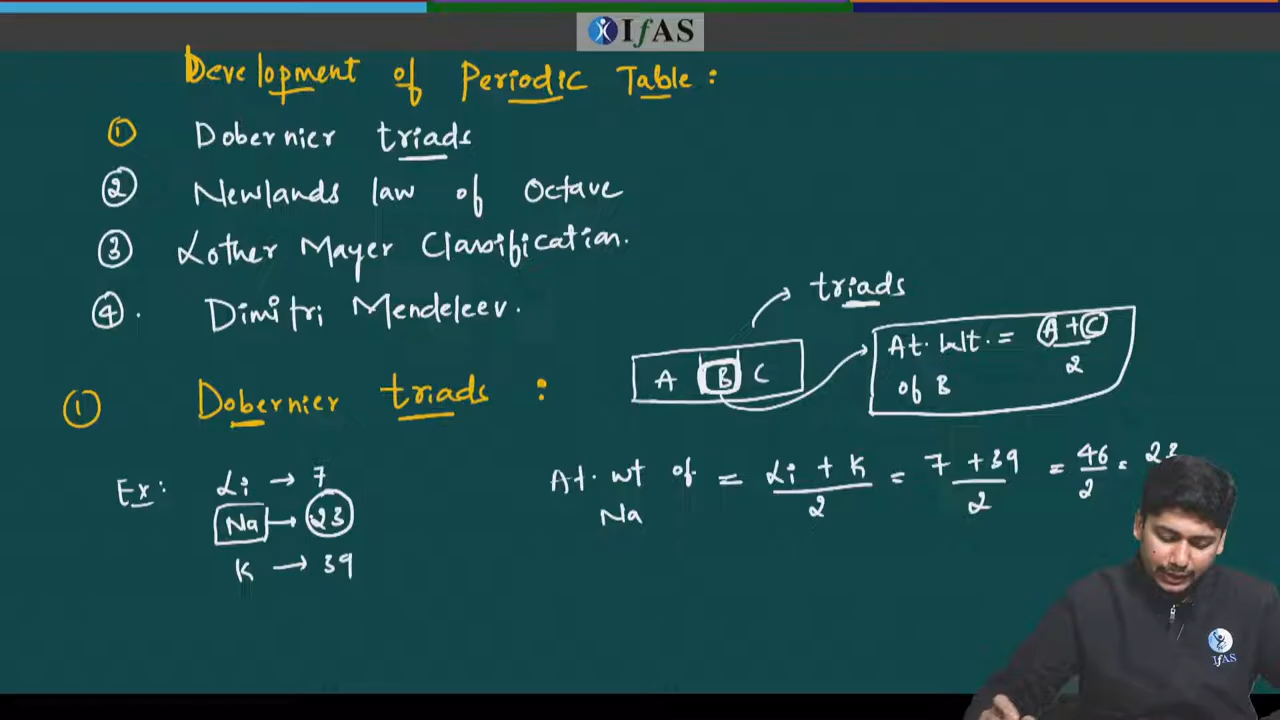 IfAS
Development of Periodic Table :
① Dobernier triads
② Newlands law of Octave
③ Lother Mayer Classification.
④ . Dimitri Mendeleev.
triads
A B C
At. Wt. = A + C / 2
of B
① Dobernier triads :
Ex : Li → 7
Na → 23
K → 39
At. wt of = Li + K / 2 = 7 + 39 / 2 = 46 / 2 = 23
Na
IfAS